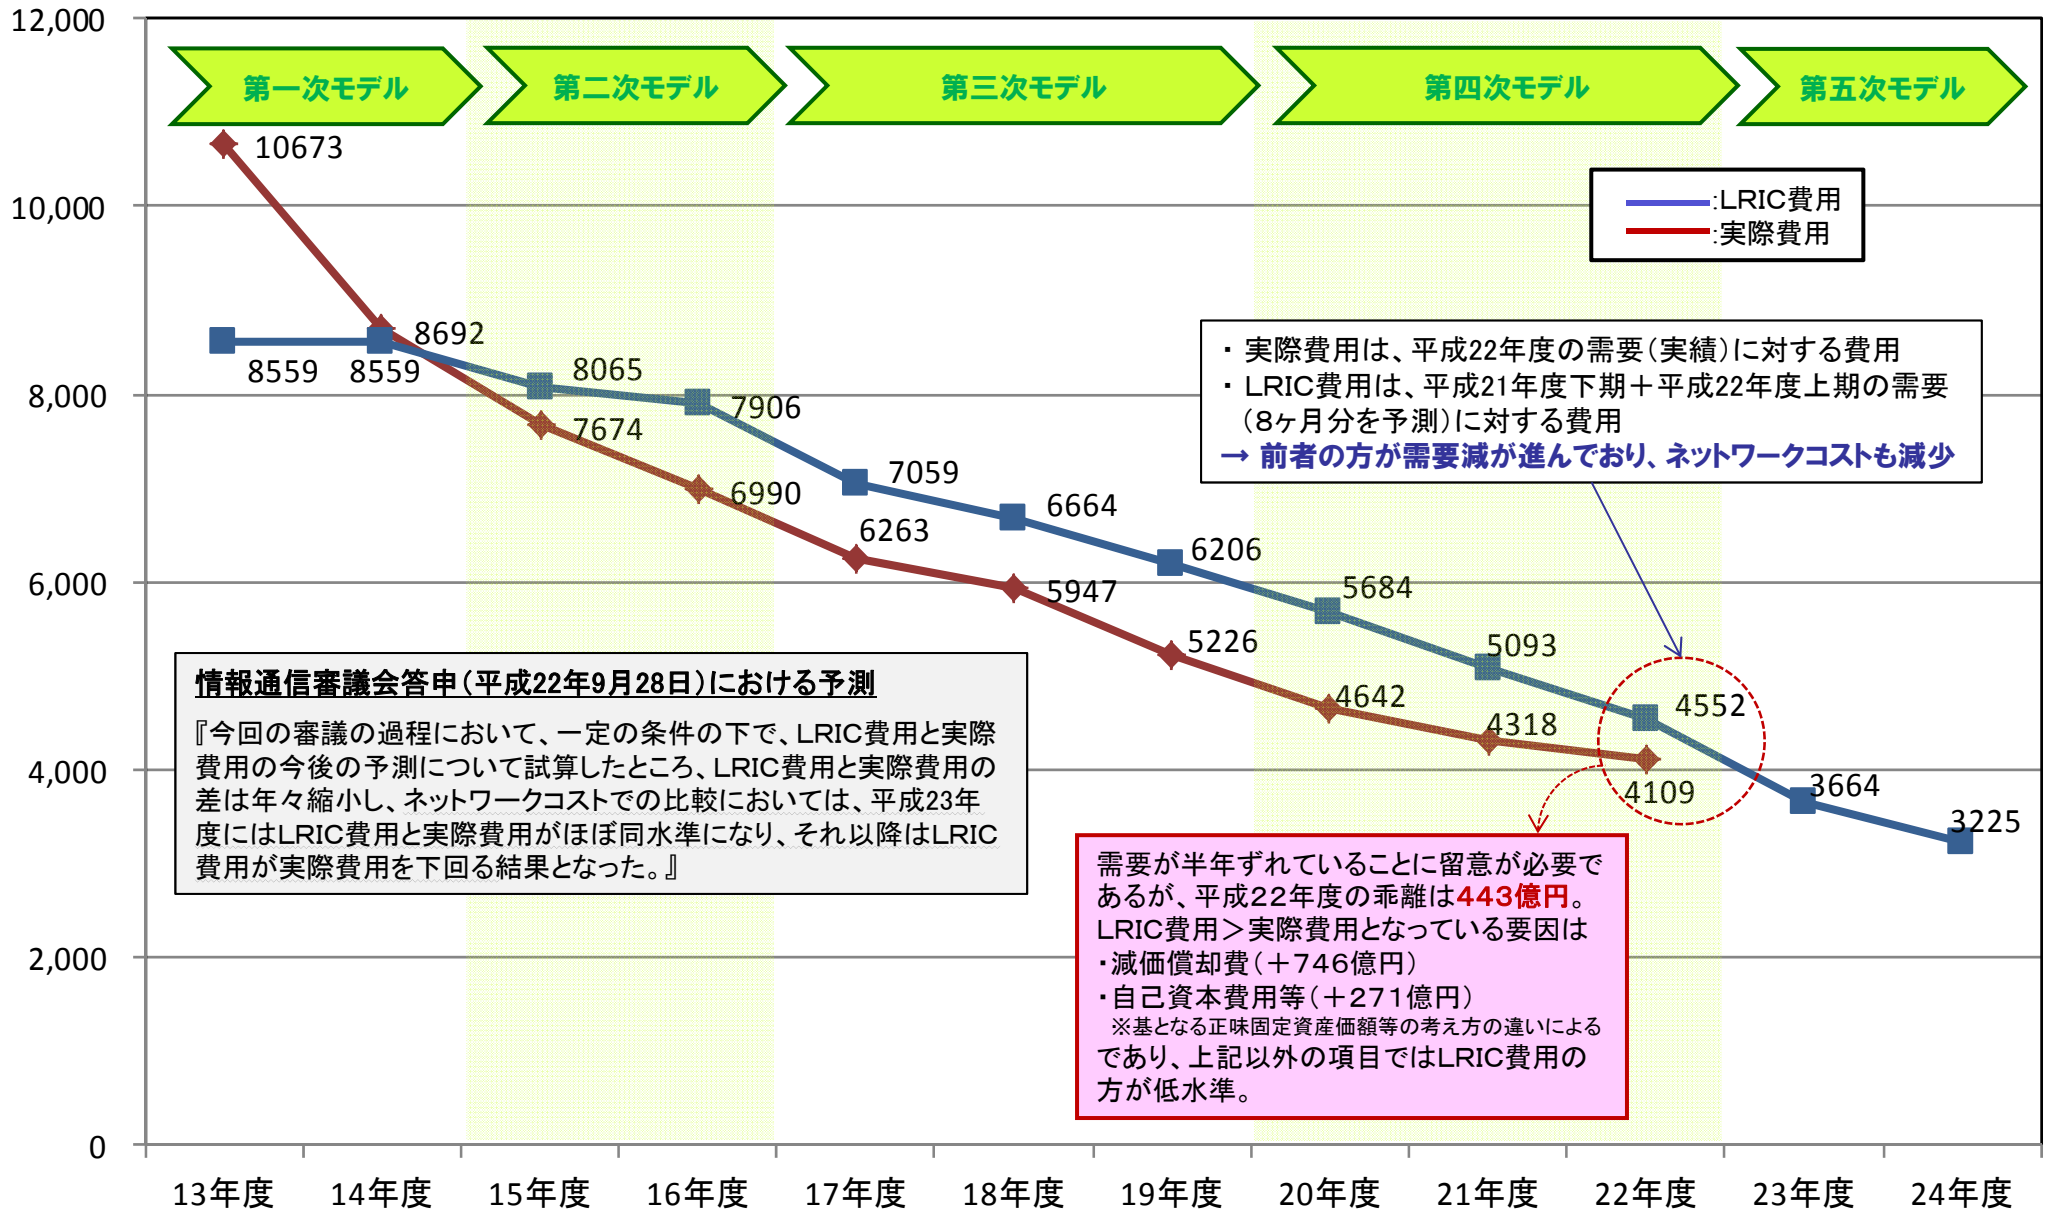 12,000
10,000
8,000
6,000
4,000
2,000
0
第一次モデル
第二次モデル
第三次モデル
第四次モデル
第五次モデル
:LRIC費用
:実際費用
10673
8692
8559
8559
8065
7674
7906
6990
7059
6263
6664
5947
6206
5226
5684
4642
5093
4318
4552
4109
3664
3225
・ 実際費用は、平成22年度の需要(実績)に対する費用
・ LRIC費用は、平成21年度下期+平成22年度上期の需要
(8ヶ月分を予測)に対する費用
→ 前者の方が需要減が進んでおり、ネットワークコストも減少
情報通信審議会答申(平成22年9月28日)における予測
『今回の審議の過程において、一定の条件の下で、LRIC費用と実際
費用の今後の予測について試算したところ、LRIC費用と実際費用の
差は年々縮小し、ネットワークコストでの比較においては、平成23年
度にはLRIC費用と実際費用がほぼ同水準になり、それ以降はLRIC
費用が実際費用を下回る結果となった。』
需要が半年ずれていることに留意が必要で
あるが、平成22年度の乖離は443億円。
LRIC費用>実際費用となっている要因は
・減価償却費(+746億円)
・自己資本費用等(+271億円)
※基となる正味固定資産価額等の考え方の違いによる
であり、上記以外の項目ではLRIC費用の
方が低水準。
13年度
14年度
15年度
16年度
17年度
18年度
19年度
20年度
21年度
22年度
23年度
24年度